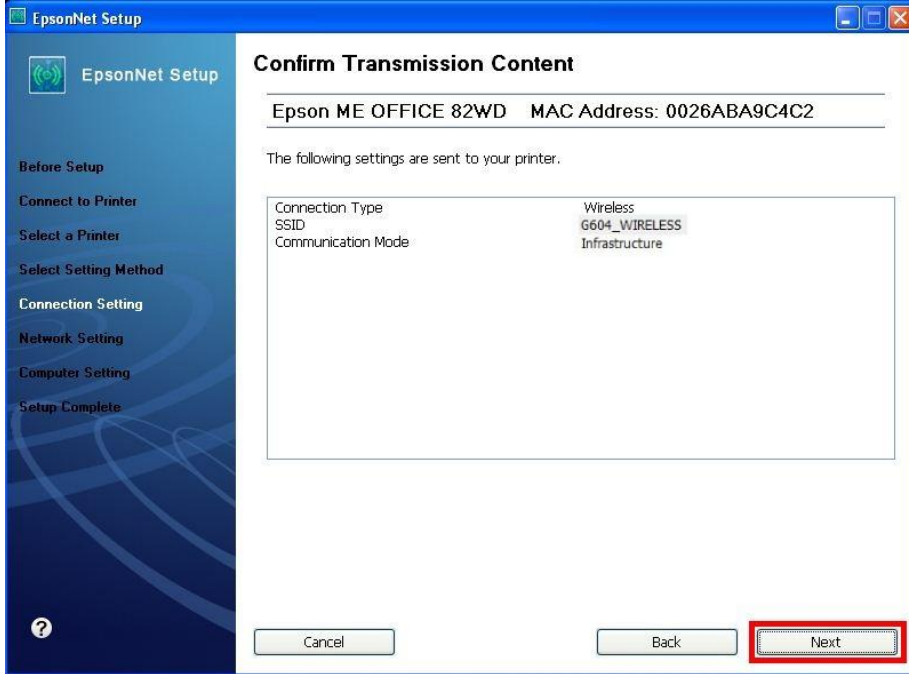 EpsonNet Setup
EpsonNet Setup
Before Setup
Connect to Printer
Select a Printer
Select Setting Method
Connection Setting
Network Setting
Computer Setting
Setup Complete
Confirm Transmission Content
Epson ME OFFICE 82WD MAC Address: 0026ABA9C4C2
The following settings are sent to your printer.
Connection Type Wireless
SSID G604_WIRELESS
Communication Mode Infrastructure
?
Cancel Back Next